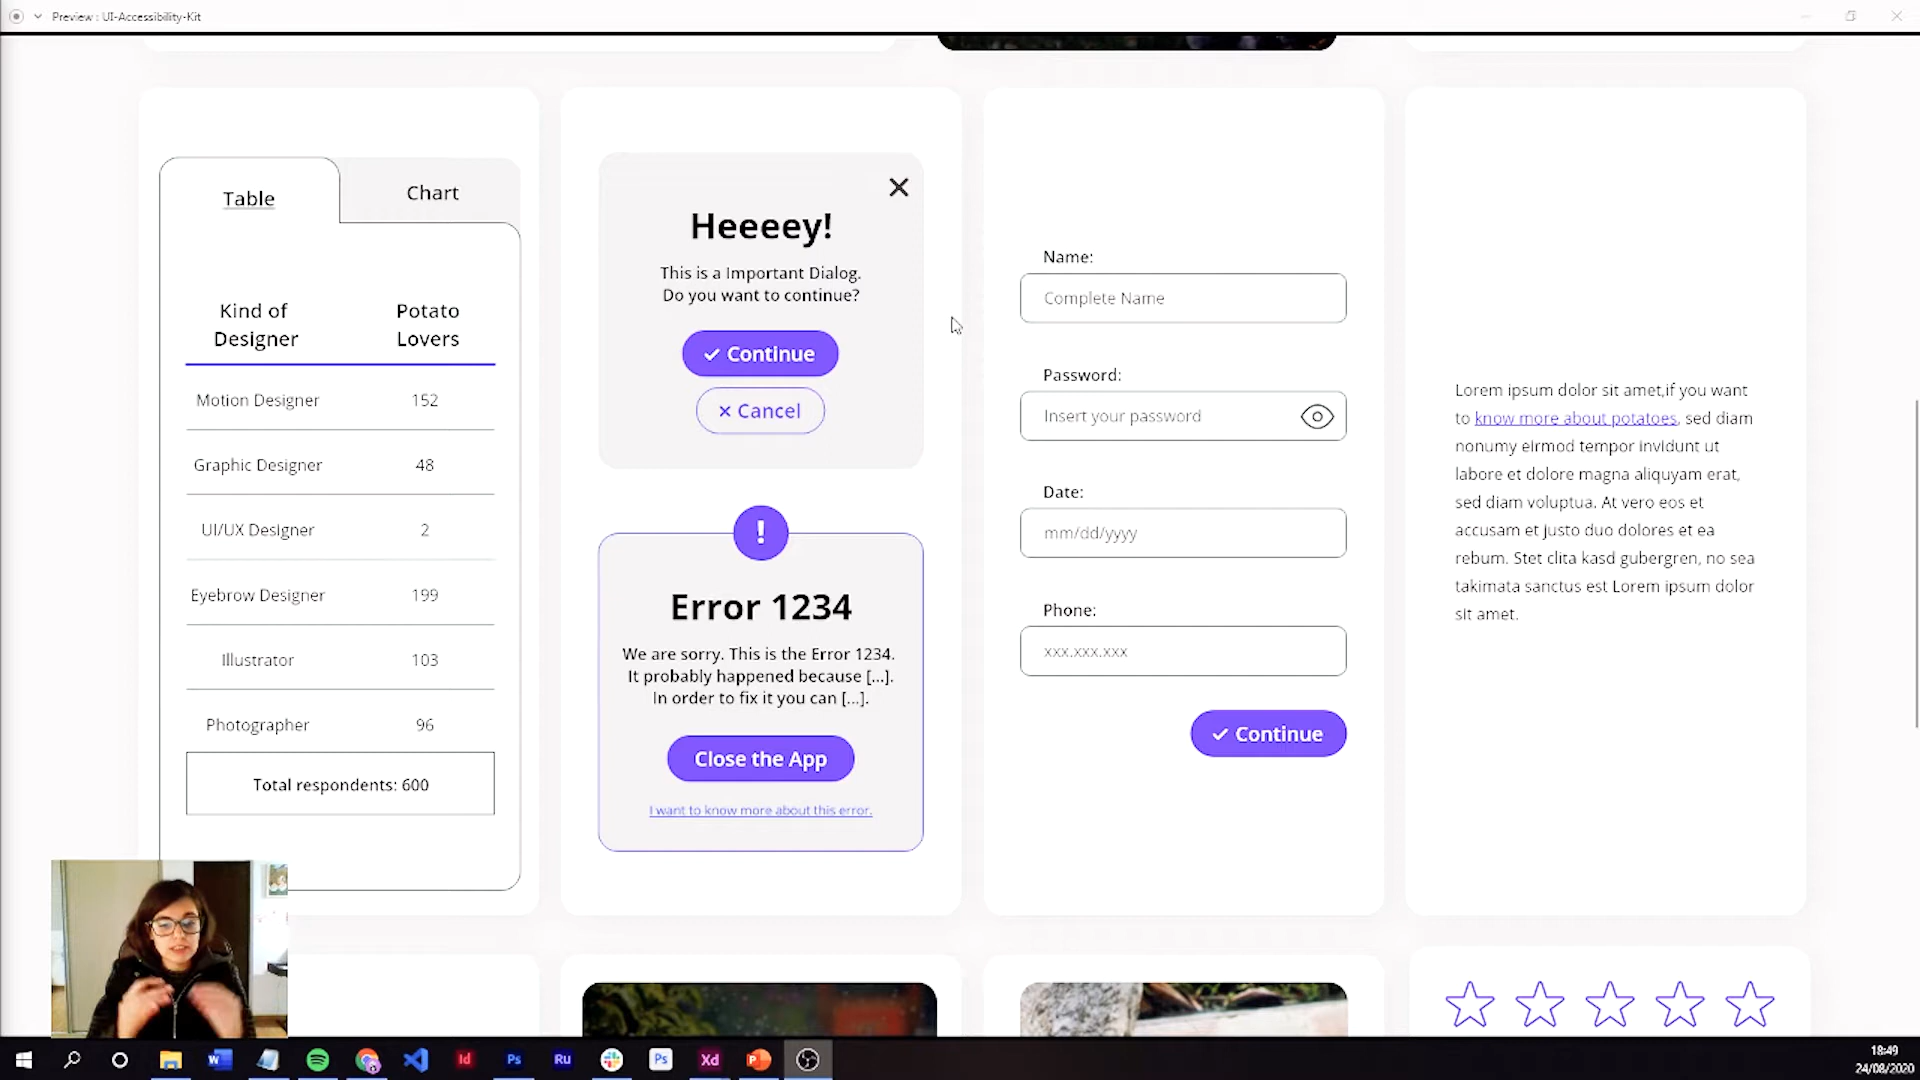 Preview : UI-Accessibility-Kit
Table
Chart
Kind of
Designer
Potato
Lovers
Motion Designer 152
Graphic Designer 48
UI/UX Designer 2
Eyebrow Designer 199
Illustrator 103
Photographer 96
Total respondents: 600
Heeeey!
This is a Important Dialog.
Do you want to continue?
Continue
Cancel
!
Error 1234
We are sorry. This is the Error 1234.
It probably happened because [...].
In order to fix it you can [...].
Close the App
I want to know more about this error.
Name:
Complete Name
Password:
Insert your password
Date:
mm/dd/yyyy
Phone:
xxx.xxx.xxx
Continue
Lorem ipsum dolor sit amet,if you want
to know more about potatoes, sed diam
nonumy eirmod tempor invidunt ut
labore et dolore magna aliquyam erat,
sed diam voluptua. At vero eos et
accusam et justo duo dolores et ea
rebum. Stet clita kasd gubergren, no sea
takimata sanctus est Lorem ipsum dolor
sit amet.
W Id Ps Ru Ps Xd P
18:49
24/08/2020